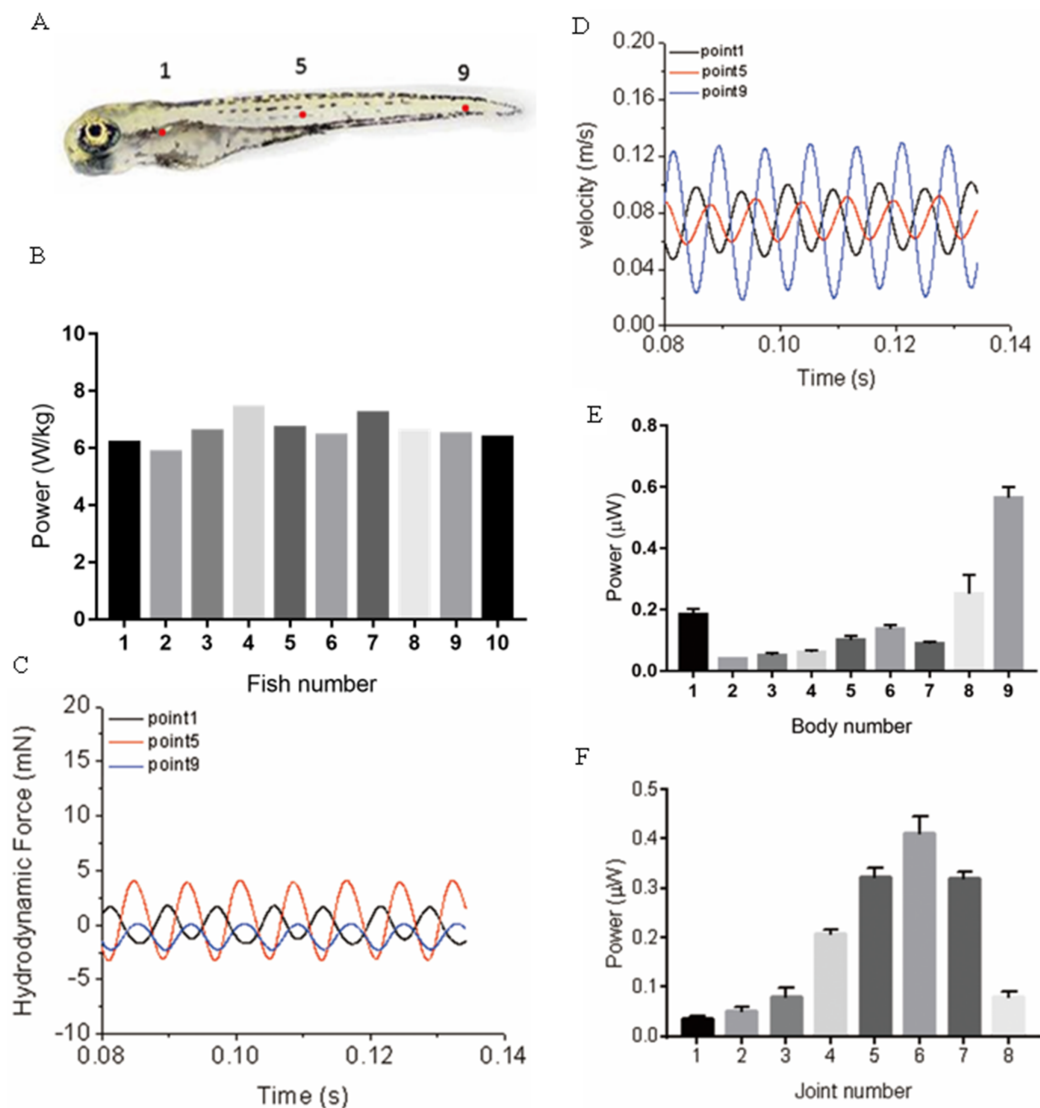 A
1 5 9
B
10
8
6
4
2
0
Power (W/kg)
1 2 3 4 5 6 7 8 9 10
Fish number
C
20
15
10
5
0
-5
-10
Hydrodynamic Force (mN)
point1
point5
point9
0.08 0.10 0.12 0.14
Time (s)
D
0.20
0.16
0.12
0.08
0.04
0.00
velocity (m/s)
point1
point5
point9
0.08 0.10 0.12 0.14
Time (s)
E
0.8
0.6
0.4
0.2
0.0
Power (µW)
1 2 3 4 5 6 7 8 9
Body number
F
0.5
0.4
0.3
0.2
0.1
0.0
Power (µW)
1 2 3 4 5 6 7 8
Joint number